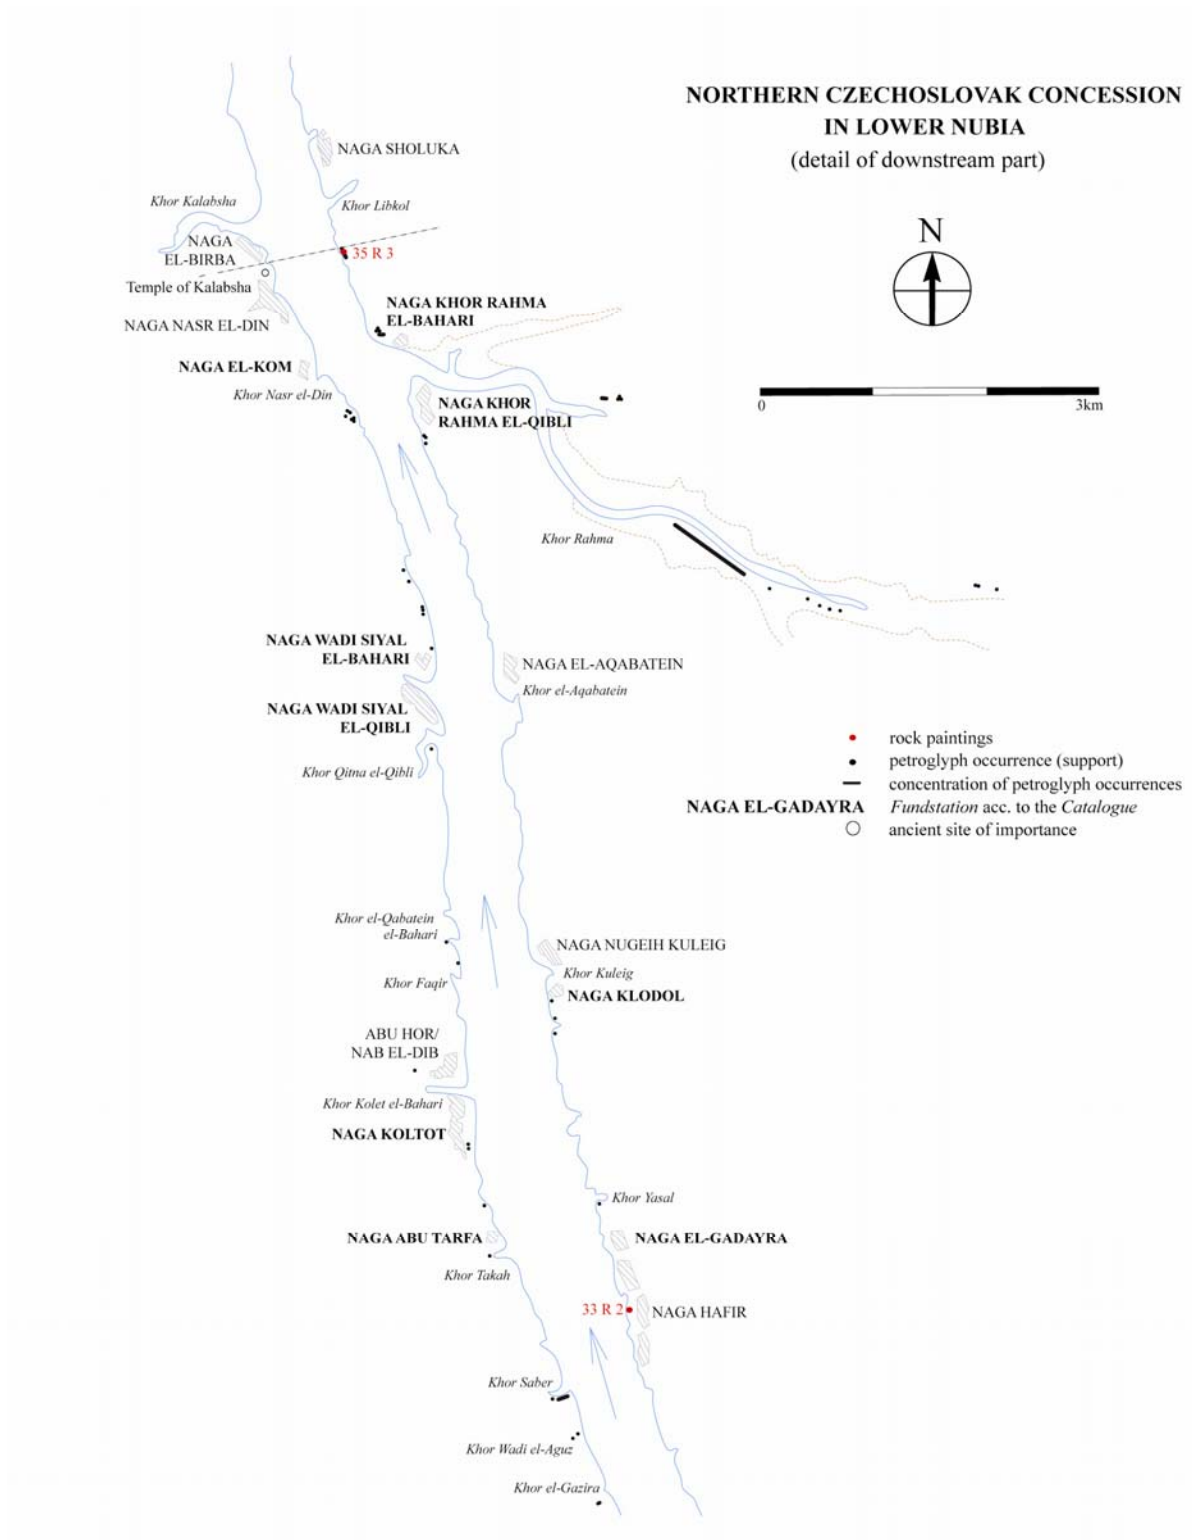 NORTHERN CZECHOSLOVAK CONCESSION
IN LOWER NUBIA
(detail of downstream part)
NAGA SHOLUKA
Khor Kalabsha
Khor Libkol
N
NAGA
EL-BIRBA
35 R 3
Temple of Kalabsha
NAGA KHOR RAHMA
EL-BAHARI
NAGA NASR EL-DIN
NAGA EL-KOM
Khor Nasr el-Din
NAGA KHOR
RAHMA EL-QIBLI
0
3km
Khor Rahma
NAGA WADI SIYAL
EL-BAHARI
NAGA EL-AQABATEIN
Khor el-Aqabatein
NAGA WADI SIYAL
EL-QIBLI
Khor Qitna el-Qibli
rock paintings
petroglyph occurrence (support)
concentration of petroglyph occurrences
NAGA EL-GADAYRA Fundstation acc. to the Catalogue
ancient site of importance
Khor el-Qabatein
el-Bahari
NAGA NUGEIH KULEIG
Khor Faqir
Khor Kuleig
NAGA KLODOL
ABU HOR/
NAB EL-DIB
Khor Kolet el-Bahari
NAGA KOLTOT
Khor Yasal
NAGA ABU TARFA
NAGA EL-GADAYRA
Khor Takah
33 R 2
NAGA HAFIR
Khor Saber
Khor Wadi el-Aguz
Khor el-Gazira